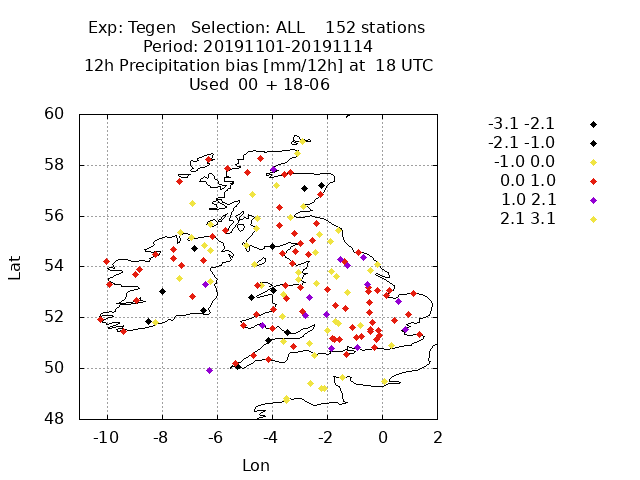 Exp: Tegen Selection: ALL 152 stations
Period: 20191101-20191114
12h Precipitation bias [mm/12h] at 18 UTC
Used 00 + 18-06
60
58
56
54
52
50
48
-10 -8 -6 -4 -2 0 2
Lat
Lon
-3.1 -2.1
-2.1 -1.0
-1.0 0.0
0.0 1.0
1.0 2.1
2.1 3.1